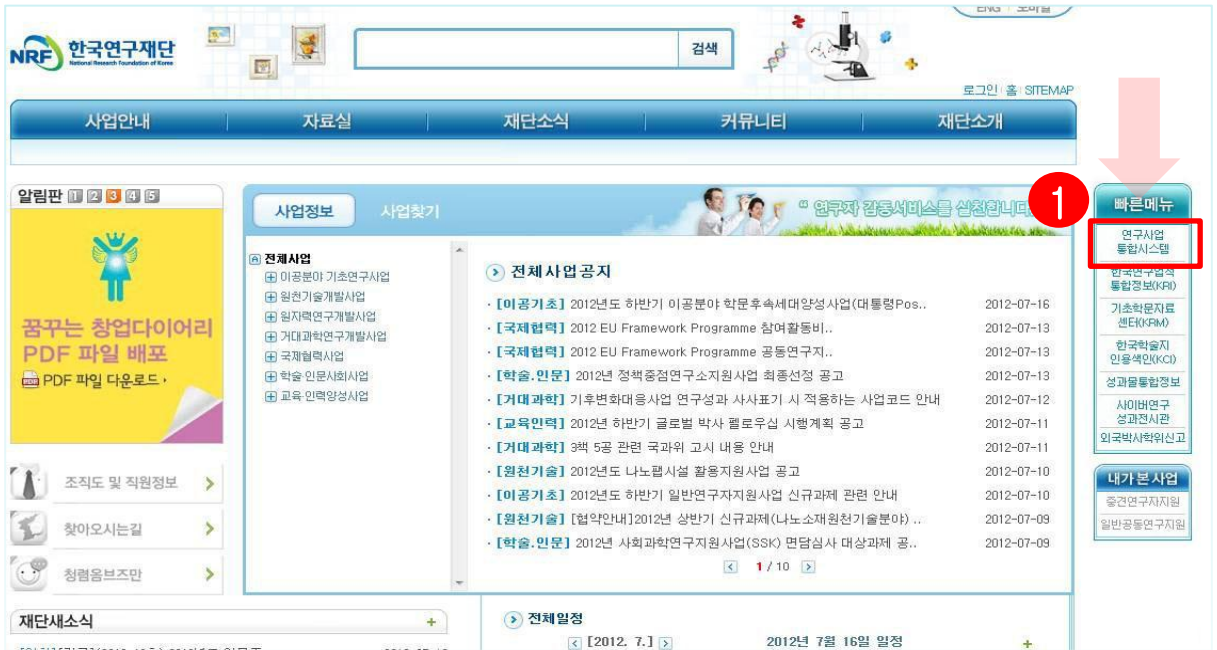 ENG 모바일
NRF 한국연구재단
National Research Foundation of Korea
검색
로그인 홈 SITEMAP
사업안내
자료실
재단소식
커뮤니티
재단소개
알림판 1 2 3 4 5
꿈꾸는 창업다이어리
PDF 파일 배포
PDF 파일 다운로드
조직도 및 직원정보
찾아오시는길
청렴옴브즈만
사업정보
사업찾기
“ 연구자 감동서비스를 실천합니다
전체사업
이공분야 기초연구사업
원천기술개발사업
원자력연구개발사업
거대과학연구개발사업
국제협력사업
학술·인문사회사업
교육·인력양성사업
전체사업공지
· [이공기초] 2012년도 하반기 이공분야 학문후속세대양성사업(대통령Pos.. 2012-07-16
· [국제협력] 2012 EU Framework Programme 참여활동비.. 2012-07-13
· [국제협력] 2012 EU Framework Programme 공동연구지.. 2012-07-13
· [학술.인문] 2012년 정책중점연구소지원사업 최종선정 공고 2012-07-13
· [거대과학] 기후변화대응사업 연구성과 사사표기 시 적용하는 사업코드 안내 2012-07-12
· [교육인력] 2012년 하반기 글로벌 박사 펠로우십 시행계획 공고 2012-07-11
· [거대과학] 3책 5공 관련 국과위 고시 내용 안내 2012-07-11
· [원천기술] 2012년도 나노팹시설 활용지원사업 공고 2012-07-10
· [이공기초] 2012년도 하반기 일반연구자지원사업 신규과제 관련 안내 2012-07-10
· [원천기술] [협약안내]2012년 상반기 신규과제(나노소재원천기술분야) .. 2012-07-09
· [학술.인문] 2012년 사회과학연구지원사업(SSK) 면담심사 대상과제 공.. 2012-07-09
1 / 10
1
빠른메뉴
연구사업
통합시스템
한국연구업적
통합정보(KRI)
기초학문자료
센터(KRM)
한국학술지
인용색인(KCI)
성과물통합정보
사이버연구
성과전시관
외국박사학위신고
내가 본 사업
중견연구자지원
일반공동연구지원
재단새소식 +
전체일정
[2012. 7.]
2012년 7월 16일 일정 +